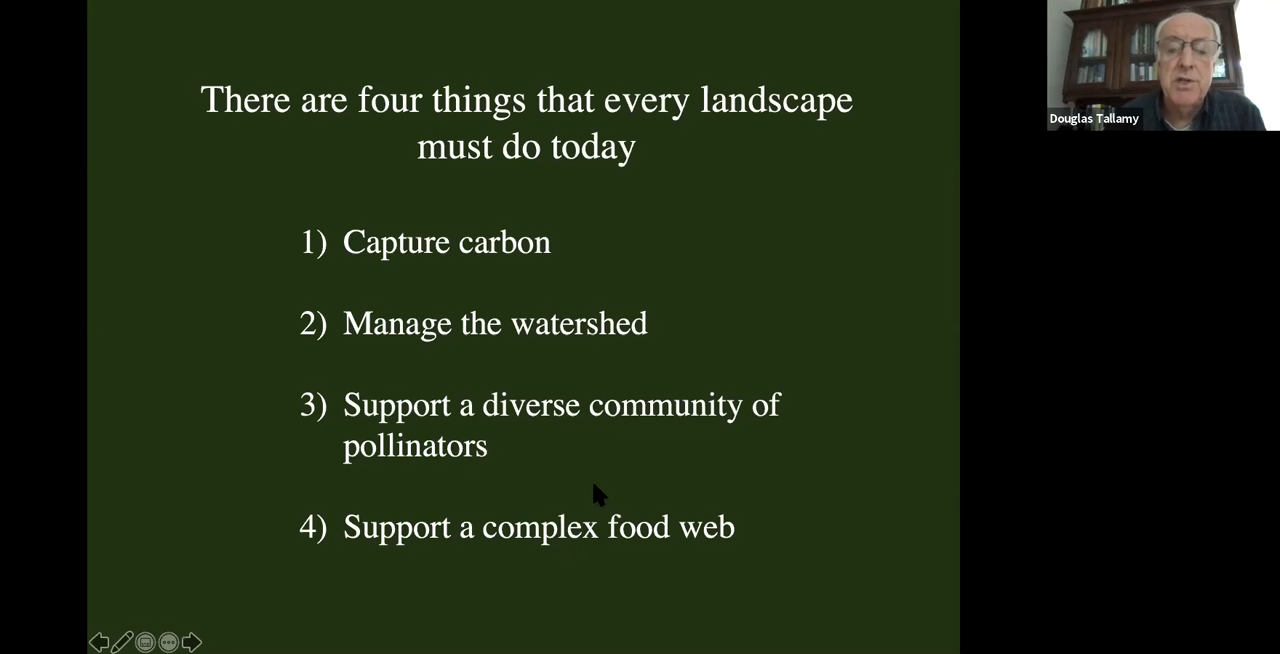 There are four things that every landscape
must do today
1) Capture carbon
2) Manage the watershed
3) Support a diverse community of
pollinators
4) Support a complex food web
Douglas Tallamy